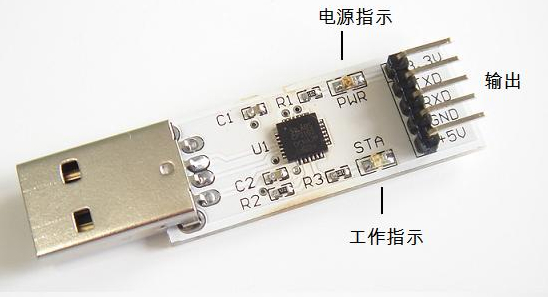 电源指示
3.3V
TXD
RXD
GND
+5V
输出
R1
PWR
C1
U1
STA
C2
R2
R3
工作指示